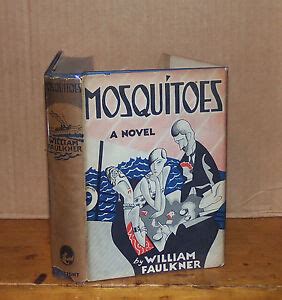 MOSQUITOES
WILLIAM
FAULKNER
MOSQUITOES
A NOVEL
by WILLIAM
FAULKNER